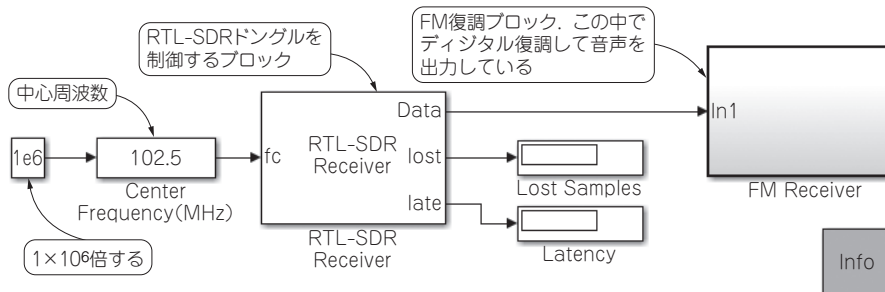 RTL-SDRドングルを
制御するブロック
FM復調ブロック．この中で
ディジタル復調して音声を
出力している
中心周波数
1e6
102.5
Center
Frequency(MHz)
1×10⁶倍する
fc
RTL-SDR
Receiver
Data
lost
late
RTL-SDR
Receiver
Lost Samples
Latency
In1
FM Receiver
Info